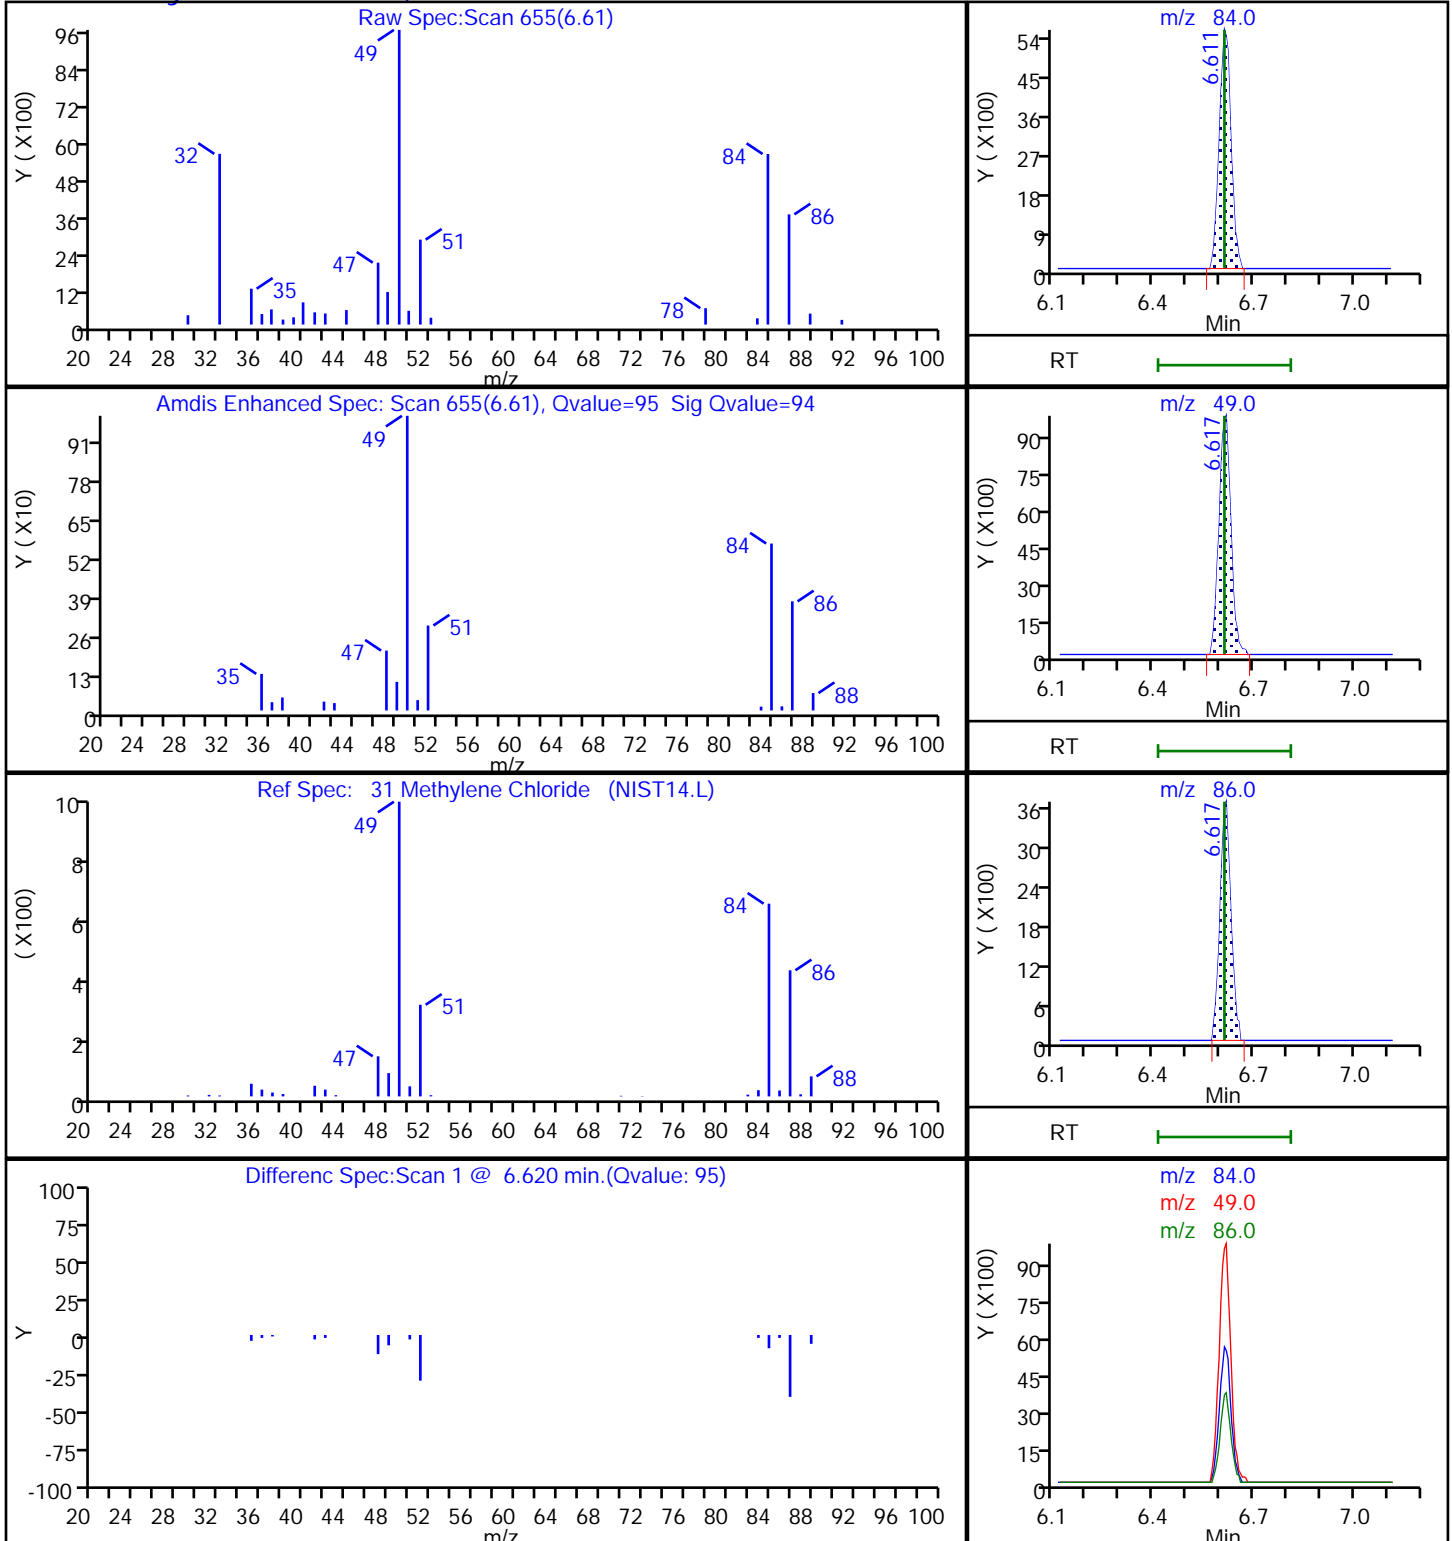 Raw Spec:Scan 655(6.61)
96
84
72
60
48
36
24
12
0
Y ( X100)
49
32
84
86
51
47
35
78
20 24 28 32 36 40 44 48 52 56 60 64 68 72 76 80 84 88 92 96 100
m/z
m/z 84.0
54
45
36
27
18
9
0
Y ( X100)
6.611
6.1 6.4 6.7 7.0
Min
RT
Amdis Enhanced Spec: Scan 655(6.61), Qvalue=95 Sig Qvalue=94
91
78
65
52
39
26
13
0
Y ( X10)
49
84
86
51
47
35
88
20 24 28 32 36 40 44 48 52 56 60 64 68 72 76 80 84 88 92 96 100
m/z
m/z 49.0
90
75
60
45
30
15
0
Y ( X100)
6.617
6.1 6.4 6.7 7.0
Min
RT
Ref Spec: 31 Methylene Chloride (NIST14.L)
10
8
6
4
2
0
( X100)
49
84
86
51
47
88
20 24 28 32 36 40 44 48 52 56 60 64 68 72 76 80 84 88 92 96 100
m/z 86.0
36
30
24
18
12
6
0
Y ( X100)
6.617
6.1 6.4 6.7 7.0
Min
RT
Differenc Spec:Scan 1 @ 6.620 min.(Qvalue: 95)
100
75
50
25
0
-25
-50
-75
-100
Y
20 24 28 32 36 40 44 48 52 56 60 64 68 72 76 80 84 88 92 96 100
m/z
m/z 84.0
m/z 49.0
m/z 86.0
90
75
60
45
30
15
0
Y ( X100)
6.1 6.4 6.7 7.0
Min